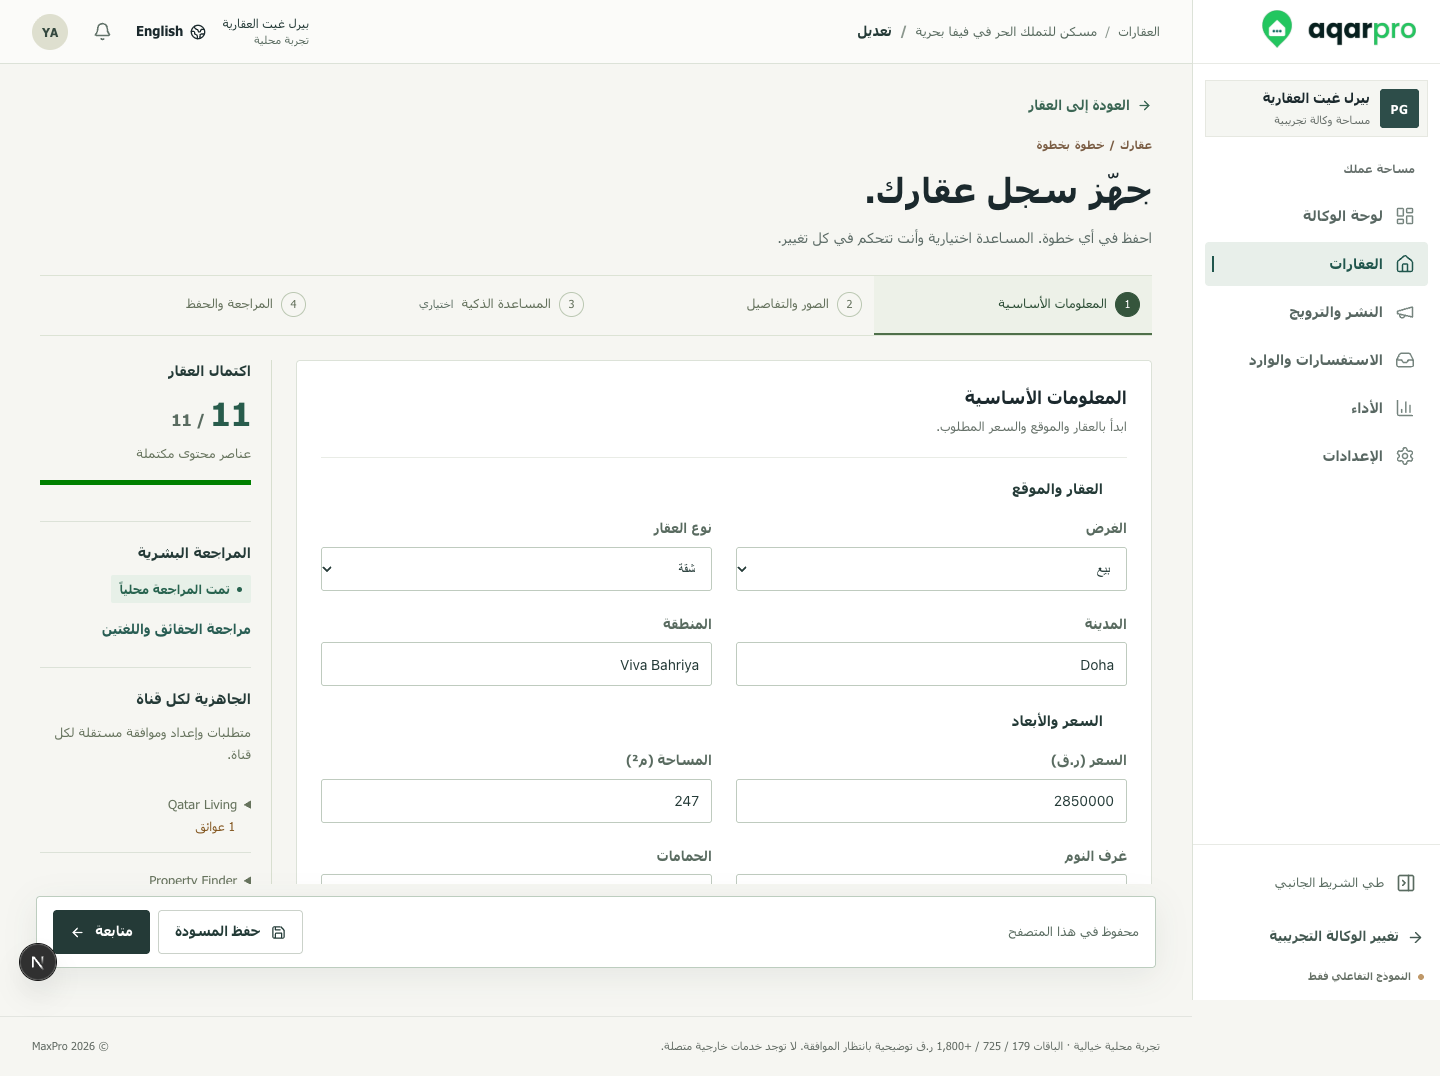 aqarpro
PG
بيرل غيت العقارية
مساحة وكالة تجريبية
مساحة عملك
لوحة الوكالة
العقارات
النشر والترويج
الاستفسارات والوارد
الأداء
الإعدادات
طي الشريط الجانبي
تغيير الوكالة التجريبية
النموذج التفاعلي فقط
العقارات / مسكن للتملك الحر في فيفا بحرية / تعديل
بيرل غيت العقارية
تجربة محلية
English
YA
العودة إلى العقار
عقارك / خطوة بخطوة
جهّز سجل عقارك.
احفظ في أي خطوة. المساعدة اختيارية وأنت تتحكم في كل تغيير.
1 المعلومات الأساسية
2 الصور والتفاصيل
3 المساعدة الذكية اختياري
4 المراجعة والحفظ
المعلومات الأساسية
ابدأ بالعقار والموقع والسعر المطلوب.
العقار والموقع
الغرض
نوع العقار
بيع
شقة
المدينة
المنطقة
Doha
Viva Bahriya
السعر والأبعاد
السعر (ر.ق)
المساحة (م²)
2850000
247
غرف النوم
الحمامات
اكتمال العقار
11 / 11
عناصر محتوى مكتملة
المراجعة البشرية
تمت المراجعة محلياً
مراجعة الحقائق واللغتين
الجاهزية لكل قناة
متطلبات وإعداد وموافقة مستقلة لكل
قناة.
Qatar Living
1 عوائق
Property Finder
محفوظ في هذا المتصفح
حفظ المسودة
متابعة
N
تجربة محلية خيالية · الباقات 179 / 725 / +1,800 ر.ق توضيحية بانتظار الموافقة. لا توجد خدمات خارجية متصلة.
© 2026 MaxPro